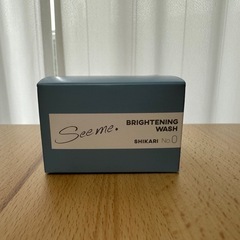 See me.
BRIGHTENING
WASH
SHIKARI No.0